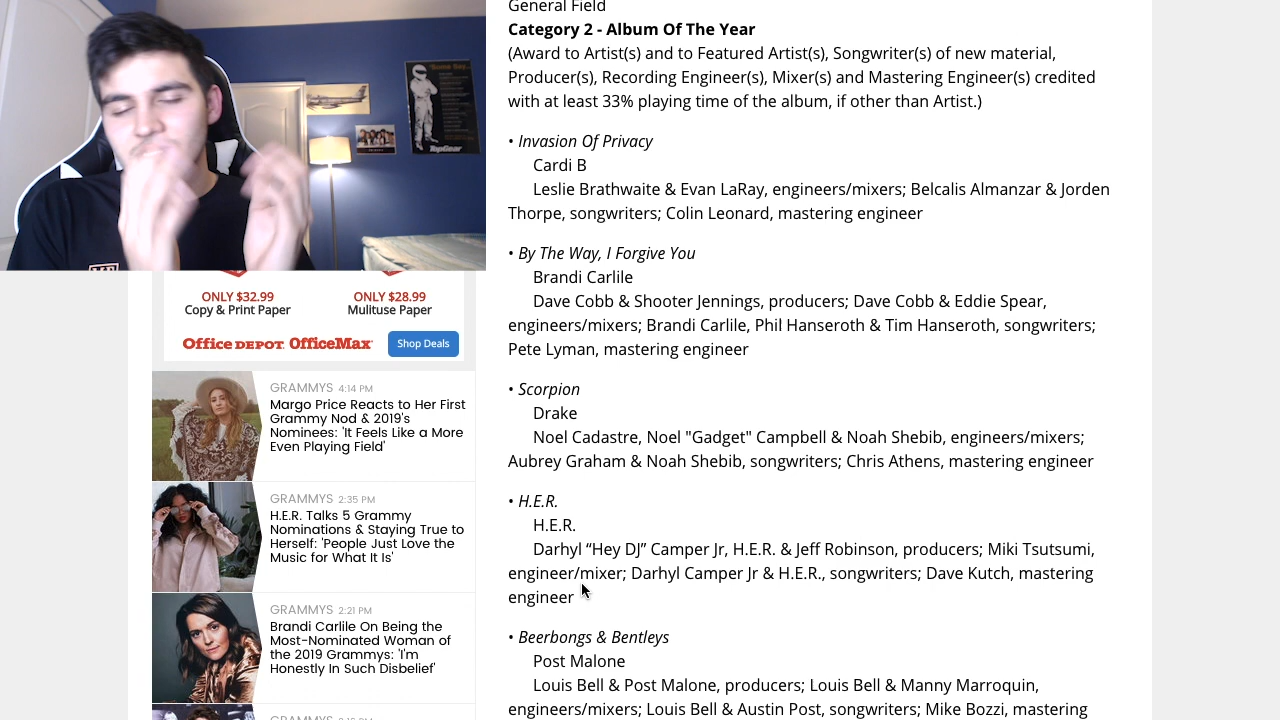 "Some Say...
TopGear
General Field
Category 2 - Album Of The Year
(Award to Artist(s) and to Featured Artist(s), Songwriter(s) of new material,
Producer(s), Recording Engineer(s), Mixer(s) and Mastering Engineer(s) credited
with at least 33% playing time of the album, if other than Artist.)
• Invasion Of Privacy
Cardi B
Leslie Brathwaite & Evan LaRay, engineers/mixers; Belcalis Almanzar & Jorden
Thorpe, songwriters; Colin Leonard, mastering engineer
• By The Way, I Forgive You
Brandi Carlile
Dave Cobb & Shooter Jennings, producers; Dave Cobb & Eddie Spear,
engineers/mixers; Brandi Carlile, Phil Hanseroth & Tim Hanseroth, songwriters;
Pete Lyman, mastering engineer
• Scorpion
Drake
Noel Cadastre, Noel "Gadget" Campbell & Noah Shebib, engineers/mixers;
Aubrey Graham & Noah Shebib, songwriters; Chris Athens, mastering engineer
• H.E.R.
H.E.R.
Darhyl “Hey DJ” Camper Jr, H.E.R. & Jeff Robinson, producers; Miki Tsutsumi,
engineer/mixer; Darhyl Camper Jr & H.E.R., songwriters; Dave Kutch, mastering
engineer
• Beerbongs & Bentleys
Post Malone
Louis Bell & Post Malone, producers; Louis Bell & Manny Marroquin,
engineers/mixers; Louis Bell & Austin Post, songwriters; Mike Bozzi, mastering
ONLY $32.99
Copy & Print Paper
ONLY $28.99
Mulituse Paper
Office DEPOT OfficeMax
Shop Deals
GRAMMYS 4:14 PM
Margo Price Reacts to Her First
Grammy Nod & 2019's
Nominees: 'It Feels Like a More
Even Playing Field'
GRAMMYS 2:35 PM
H.E.R. Talks 5 Grammy
Nominations & Staying True to
Herself: 'People Just Love the
Music for What It Is'
GRAMMYS 2:21 PM
Brandi Carlile On Being the
Most-Nominated Woman of
the 2019 Grammys: 'I'm
Honestly In Such Disbelief'
GRAMMYS